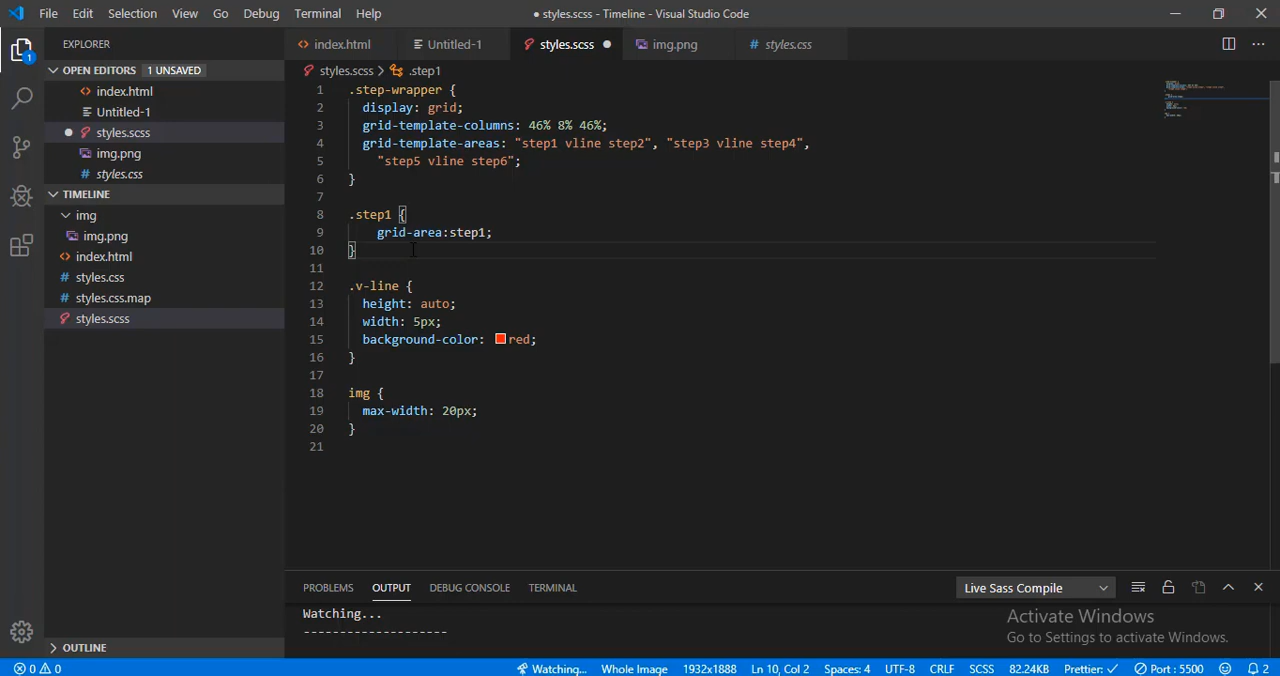 File Edit Selection View Go Debug Terminal Help
● styles.scss - Timeline - Visual Studio Code
EXPLORER
index.html
Untitled-1
styles.scss
img.png
styles.css
OPEN EDITORS 1 UNSAVED
index.html
Untitled-1
styles.scss
img.png
styles.css
TIMELINE
img
img.png
index.html
styles.css
styles.css.map
styles.scss
OUTLINE
styles.scss > .step1
1 .step-wrapper {
2 display: grid;
3 grid-template-columns: 46% 8% 46%;
4 grid-template-areas: "step1 vline step2", "step3 vline step4",
5 "step5 vline step6";
6 }
7
8 .step1 {
9 grid-area:step1;
10 }
11
12 .v-line {
13 height: auto;
14 width: 5px;
15 background-color: red;
16 }
17
18 img {
19 max-width: 20px;
20 }
21
PROBLEMS OUTPUT DEBUG CONSOLE TERMINAL
Live Sass Compile
Watching...
--------------------
Activate Windows
Go to Settings to activate Windows.
0 0 Watching... Whole Image 1932x1888 Ln 10, Col 2 Spaces: 4 UTF-8 CRLF SCSS 82.24KB Prettier: ✓ Port : 5500 2